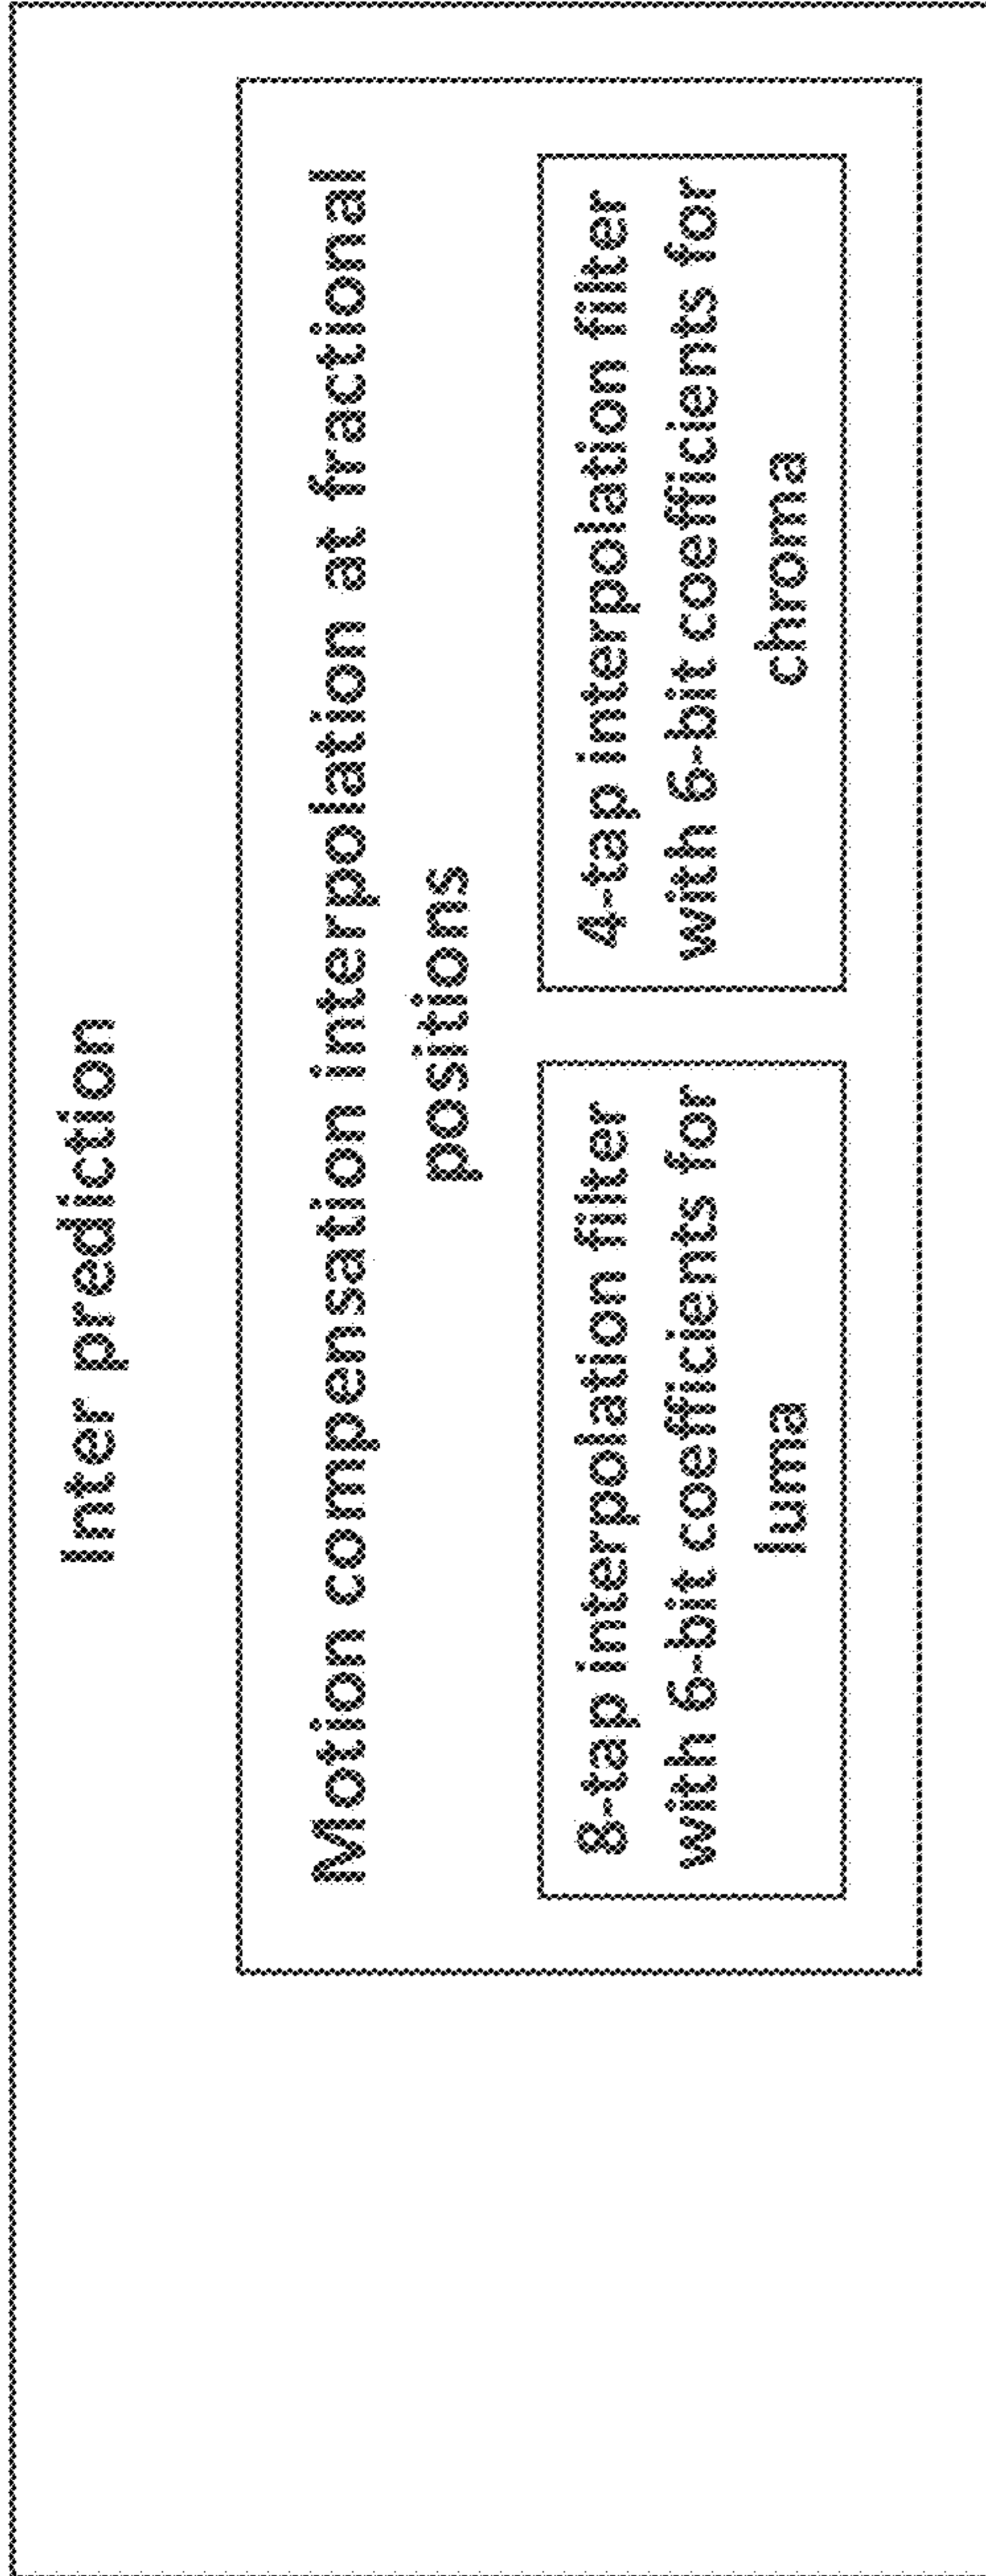 Inter prediction
Motion compensation interpolation at fractional
positions
8-tap interpolation filter
with 6-bit coefficients for
luma
4-tap interpolation filter
with 6-bit coefficients for
chroma